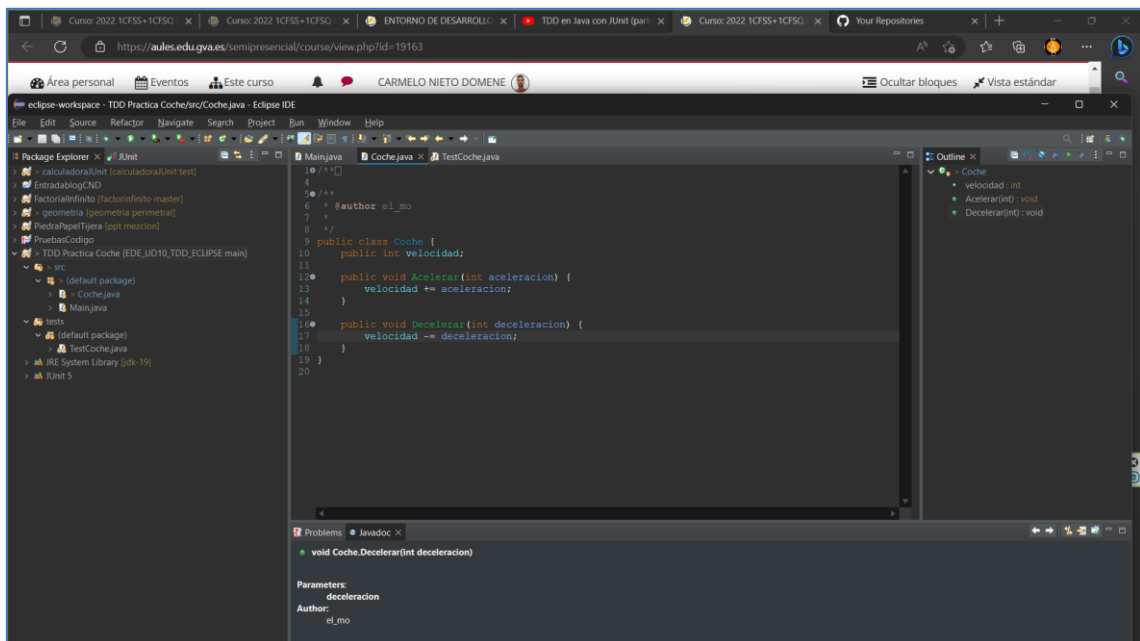 Curso: 2022 1CFSS+1CFSQ
Curso: 2022 1CFSS+1CFSQ
ENTORNO DE DESARROLLO
TDD en Java con JUnit (part
Curso: 2022 1CFSS+1CFSQ
Your Repositories
https://aules.edu.gva.es/semipresencial/course/view.php?id=19163
Área personal
Eventos
Este curso
CARMELO NIETO DOMENE
Ocultar bloques
Vista estándar
eclipse-workspace - TDD Practica Coche/src/Coche.java - Eclipse IDE
File Edit Source Refactor Navigate Search Project Run Window Help
Package Explorer
JUnit
> calculadoraJUnit [calculadoraJUnit test]
EntradablogCND
FactorialInfinito [factorinfinito master]
> geometria [geometria perimetral]
PiedraPapelTijera [ppt mezclon]
PruebasCodigo
> TDD Practica Coche [EDE_UD10_TDD_ECLIPSE main]
> src
> (default package)
> Coche.java
Main.java
tests
(default package)
TestCoche.java
JRE System Library [jdk-19]
JUnit 5
Main.java
Coche.java
TestCoche.java
1 /**
4
5 /**
6 * @author el_mo
7 *
8 */
9 public class Coche {
10 public int velocidad;
11
12 public void Acelerar(int aceleracion) {
13 velocidad += aceleracion;
14 }
15
16 public void Decelerar(int deceleracion) {
17 velocidad -= deceleracion;
18 }
19 }
20
Outline
> Coche
velocidad : int
Acelerar(int) : void
Decelerar(int) : void
Problems
Javadoc
void Coche.Decelerar(int deceleracion)
Parameters:
deceleracion
Author:
el_mo